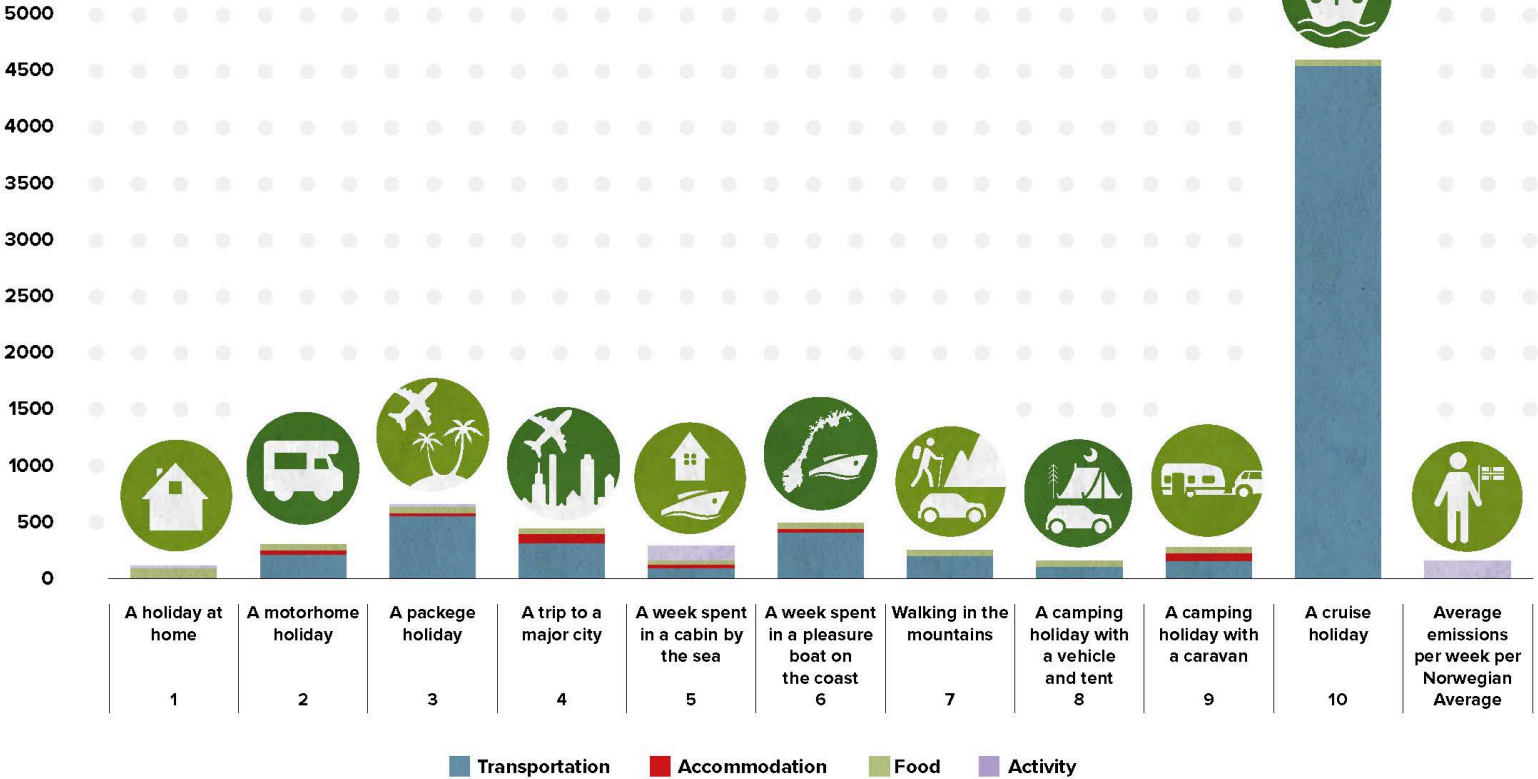 5000
4500
4000
3500
3000
2500
2000
1500
1000
500
0
A holiday at
home
1
A motorhome
holiday
2
A packege
holiday
3
A trip to a
major city
4
A week spent
in a cabin by
the sea
5
A week spent
in a pleasure
boat on
the coast
6
Walking in the
mountains
7
A camping
holiday with
a vehicle
and tent
8
A camping
holiday with
a caravan
9
A cruise
holiday
10
Average
emissions
per week per
Norwegian
Average
Transportation
Accommodation
Food
Activity